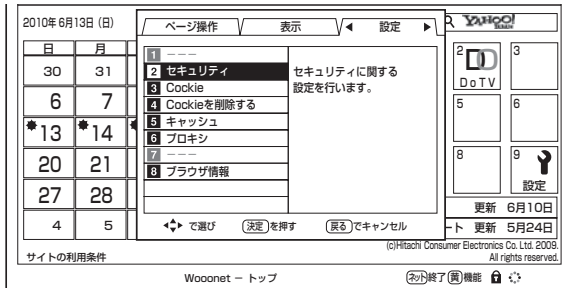 2010年 6月13日 (日)
ページ操作 表示 設定
YAHOO!
日 月
30 31
6 7
13 14
20 21
27 28
4 5
1 ---
2 セキュリティ
3 Cockie
4 Cockieを削除する
5 キャッシュ
6 プロキシ
7 ---
8 ブラウザ情報
セキュリティに関する
設定を行います。
で選び 決定 を押す 戻る でキャンセル
2 DoTV
3
5
6
8
9 設定
更新 6月10日
ート 更新 5月24日
(c)Hitachi Consumer Electronics Co. Ltd. 2009.
All rights reserved.
サイトの利用条件
Wooonet − トップ
ネット終了 黄機能